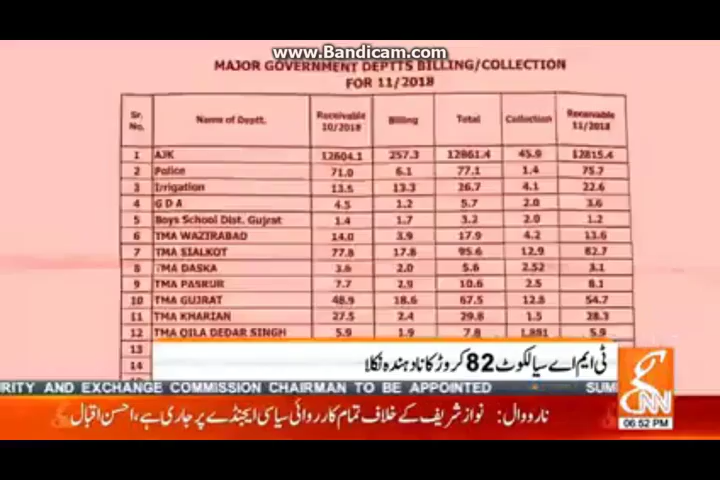 www.Bandicam.com
MAJOR GOVERNMENT DEPTTS BILLING/COLLECTION
FOR 11/2018
Sr. No. Name of Deptt. Receivable 10/2018 Billing Total Collection Receivable 11/2018
1 AJK 12604.1 257.3 12861.4 45.9 12815.4
2 Police 71.0 6.1 77.1 1.4 75.7
3 Irrigation 13.5 13.3 26.7 4.1 22.6
4 G D A 4.5 1.2 5.7 2.0 3.6
5 Boys School Dist. Gujrat 1.4 1.7 3.2 2.0 1.2
6 TMA WAZIRABAD 14.0 3.9 17.9 4.2 13.6
7 TMA SIALKOT 77.8 17.8 95.6 12.9 82.7
8 TMA DASKA 3.6 2.0 5.6 2.52 3.1
9 TMA PASRUR 7.7 2.9 10.6 2.5 8.1
10 TMA GUJRAT 48.9 18.6 67.5 12.8 54.7
11 TMA KHARIAN 27.5 2.4 29.8 1.5 28.3
12 TMA QILA DEDAR SINGH 5.9 1.9 7.8 1.881 5.9
13
14
ٹی ایم اے سیالکوٹ 82 کروڑ کا نادہندہ نکلا
RITY AND EXCHANGE COMMISSION CHAIRMAN TO BE APPOINTED SUM
GNN
نارووال: نواز شریف کے خلاف تمام کارروائی سیاسی ایجنڈے پر جاری ہے، احسن اقبال
06:52 PM